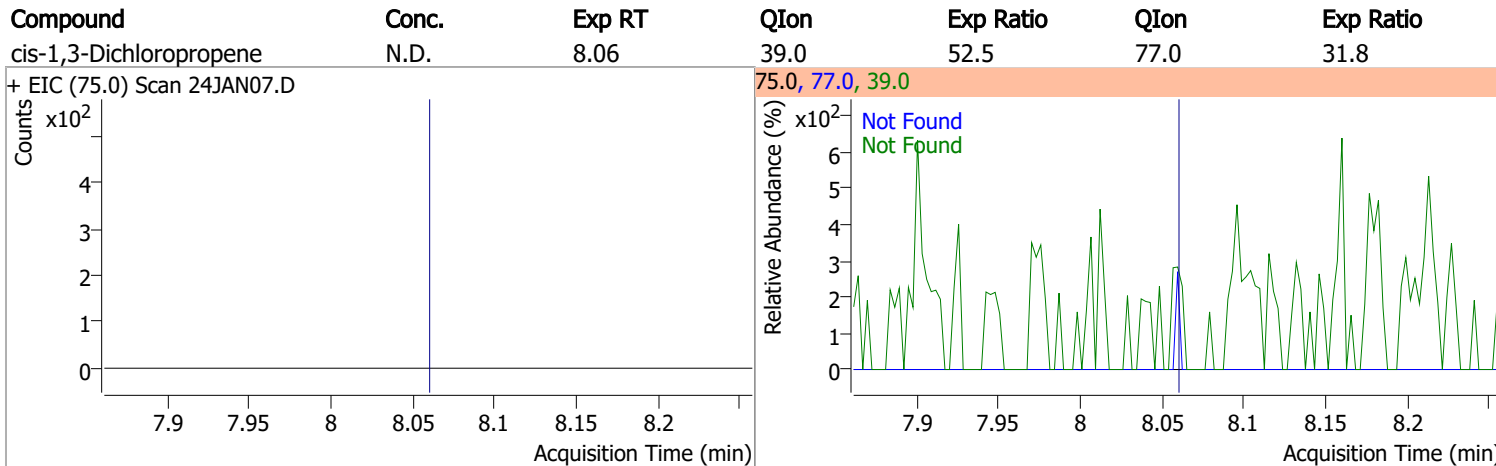 Compound Conc. Exp RT QIon Exp Ratio QIon Exp Ratio
cis-1,3-Dichloropropene N.D. 8.06 39.0 52.5 77.0 31.8
+ EIC (75.0) Scan 24JAN07.D
Counts
x10²
4
3
2
1
0
7.9 7.95 8 8.05 8.1 8.15 8.2
Acquisition Time (min)
75.0, 77.0, 39.0
Relative Abundance (%)
x10²
Not Found
Not Found
6
5
4
3
2
1
0
7.9 7.95 8 8.05 8.1 8.15 8.2
Acquisition Time (min)